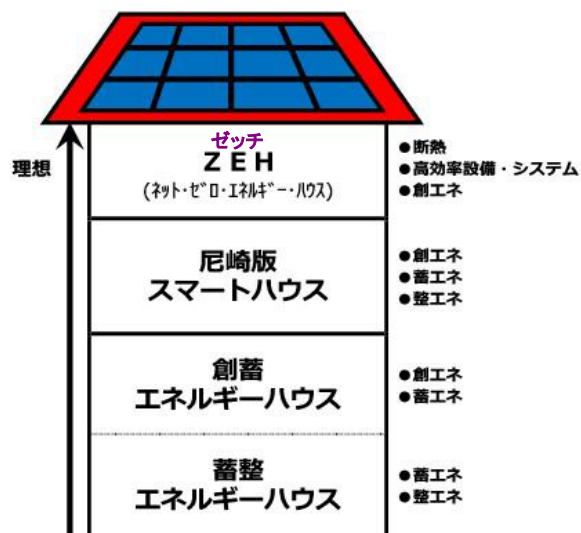 理想
ゼッチ
ZEH
(ﾈｯﾄ・ｾﾞﾛ・ｴﾈﾙｷﾞｰ・ﾊｳｽ)
●断熱
●高効率設備・システム
●創エネ
尼崎版
スマートハウス
●創エネ
●蓄エネ
●整エネ
創蓄
エネルギーハウス
●創エネ
●蓄エネ
蓄整
エネルギーハウス
●蓄エネ
●整エネ